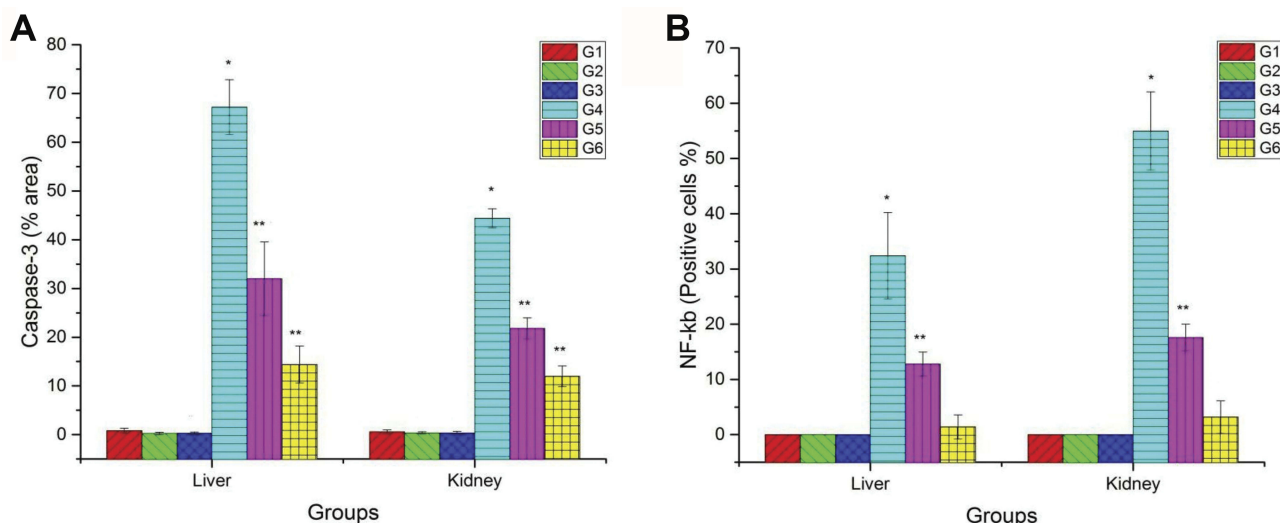 A
80
70
60
50
40
30
20
10
0
Caspase-3 (% area)
G1
G2
G3
G4
G5
G6
*
**
**
*
**
**
Liver
Kidney
Groups
B
70
60
50
40
30
20
10
0
NF-kb (Positive cells %)
G1
G2
G3
G4
G5
G6
*
**
*
**
Liver
Kidney
Groups